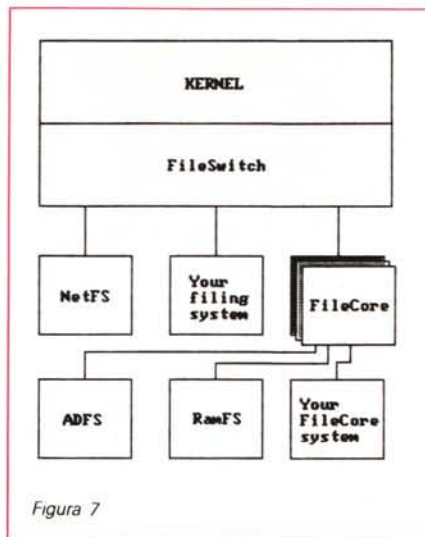 KERNEL
FileSwitch
NetFS
Your
filing
system
FileCore
ADFS
RamFS
Your
FileCore
system
Figura 7